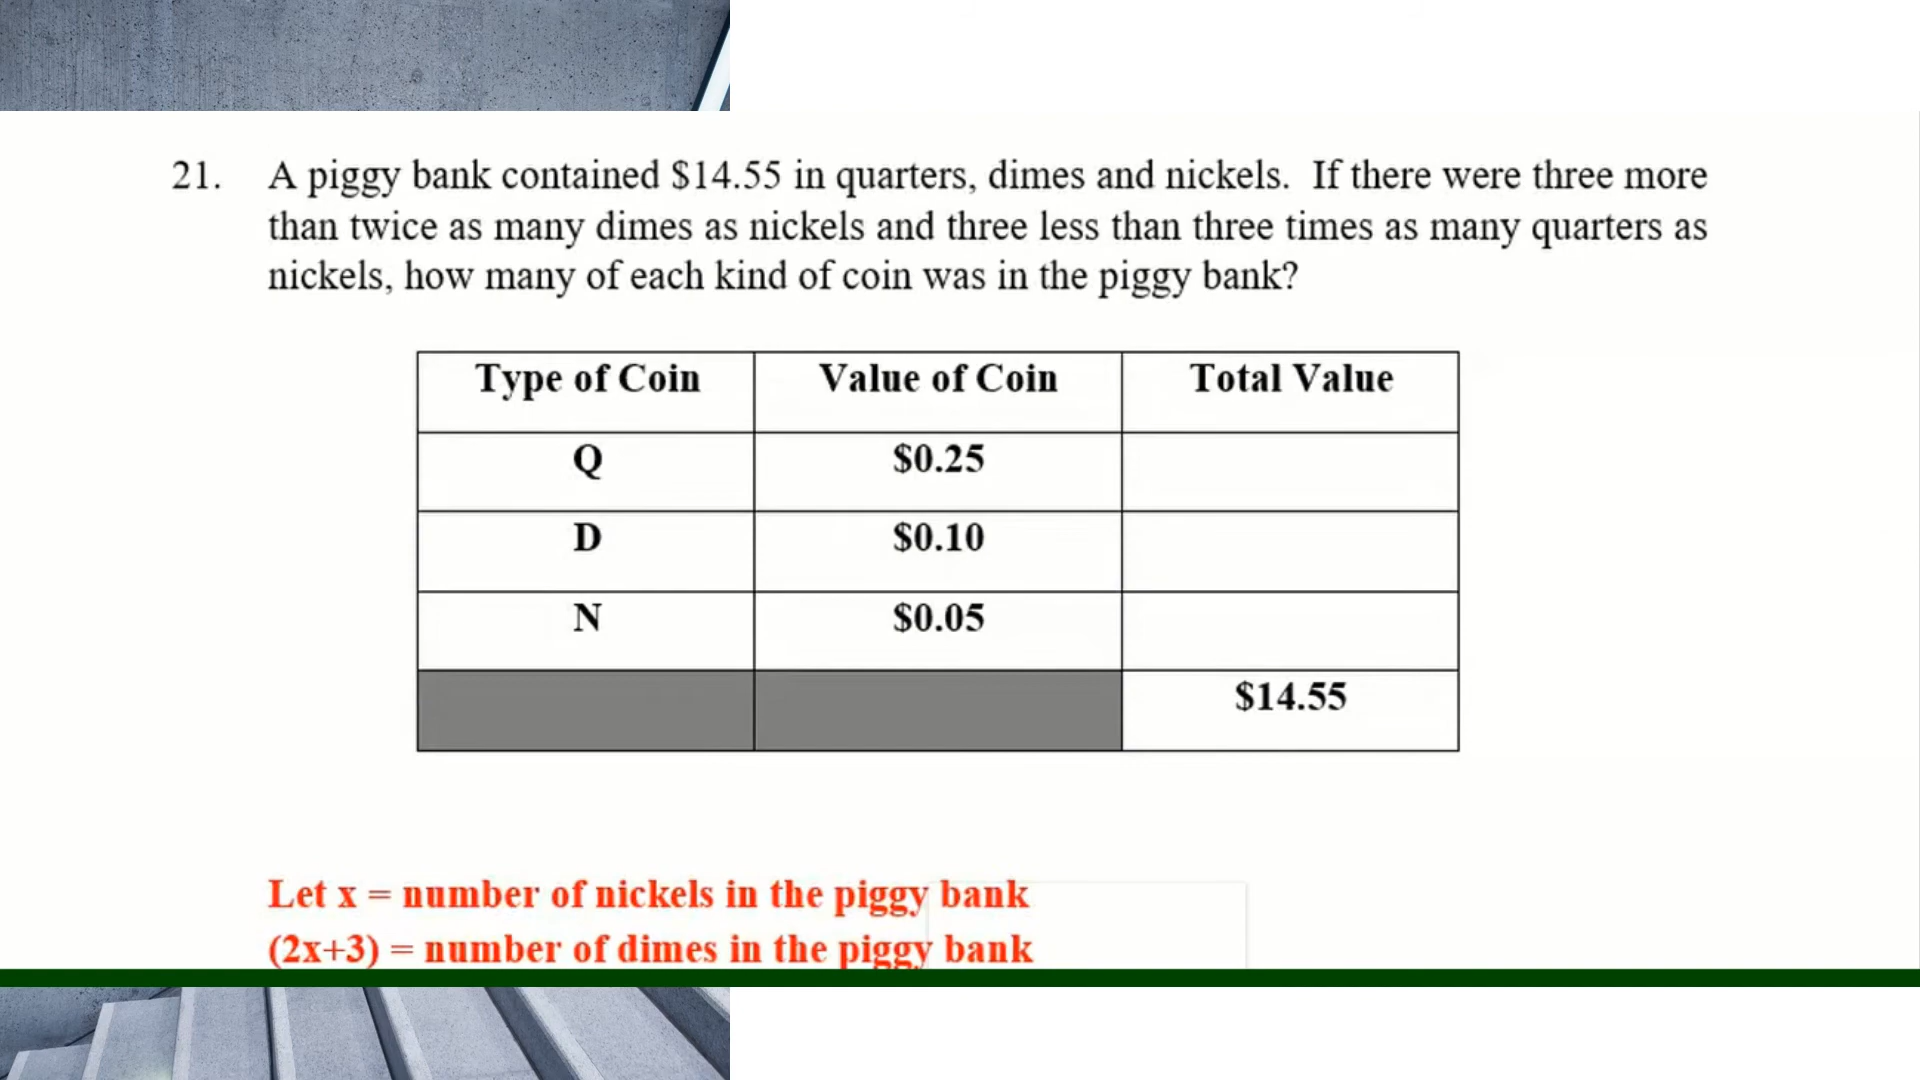 21. A piggy bank contained $14.55 in quarters, dimes and nickels. If there were three more
than twice as many dimes as nickels and three less than three times as many quarters as
nickels, how many of each kind of coin was in the piggy bank?
Type of Coin Value of Coin Total Value
Q $0.25
D $0.10
N $0.05
$14.55
Let x = number of nickels in the piggy bank
(2x+3) = number of dimes in the piggy bank